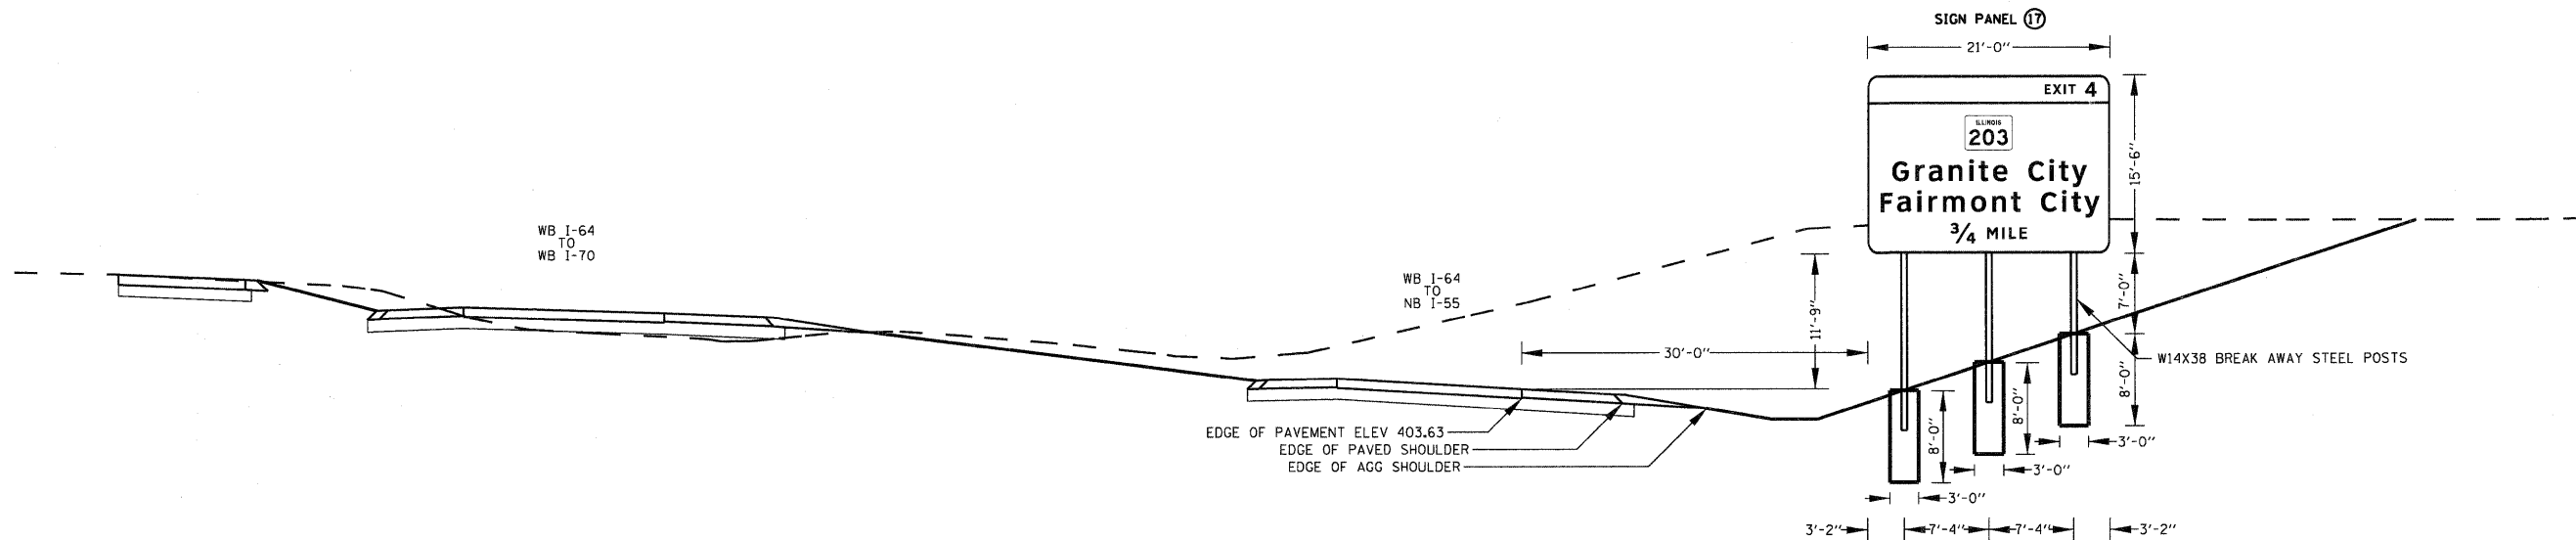 SIGN PANEL 17
21'-0"
EXIT 4
ILLINOIS
203
Granite City
Fairmont City
3/4 MILE
15'-6"
WB I-64
TO
WB I-70
WB I-64
TO
NB I-55
11'-9"
7'-0"
30'-0"
W14X38 BREAK AWAY STEEL POSTS
8'-0"
8'-0"
8'-0"
EDGE OF PAVEMENT ELEV 403.63
EDGE OF PAVED SHOULDER
EDGE OF AGG SHOULDER
3'-0"
3'-0"
3'-0"
3'-2" 7'-4" 7'-4" 3'-2"